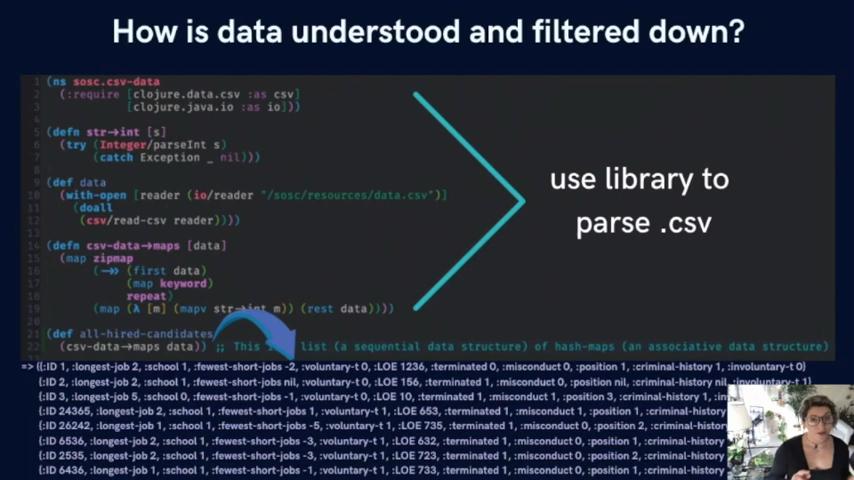 How is data understood and filtered down?
1 (ns sosc.csv-data
2 (:require [clojure.data.csv :as csv]
3 [clojure.java.io :as io]))
4
5 (defn str→int [s]
6 (try (Integer/parseInt s)
7 (catch Exception _ nil)))
8
9 (def data
10 (with-open [reader (io/reader "/sosc/resources/data.csv")]
11 (doall
12 (csv/read-csv reader))))
13
14 (defn csv-data→maps [data]
15 (map zipmap
16 (→> (first data)
17 (map keyword)
18 repeat)
19 (map (λ [m] (mapv str→int m)) (rest data))))
20
21 (def all-hired-candidates
22 (csv-data→maps data)) ;; This list (a sequential data structure) of hash-maps (an associative data structure)
use library to
parse .csv
=> ({:ID 1, :longest-job 2, :school 1, :fewest-short-jobs -2, :voluntary-t 0, :LOE 1236, :terminated 0, :misconduct 0, :position 1, :criminal-history 1, :involuntary-t 0}
{:ID 2, :longest-job 2, :school 1, :fewest-short-jobs nil, :voluntary-t 0, :LOE 156, :terminated 1, :misconduct 0, :position nil, :criminal-history nil, :involuntary-t 1}
{:ID 3, :longest-job 5, :school 0, :fewest-short-jobs -1, :voluntary-t 0, :LOE 10, :terminated 1, :misconduct 1, :position 3, :criminal-history 1,
{:ID 24365, :longest-job 2, :school 1, :fewest-short-jobs 1, :voluntary-t 1, :LOE 653, :terminated 1, :misconduct 0, :position 1, :criminal-history
{:ID 26242, :longest-job 1, :school 1, :fewest-short-jobs -5, :voluntary-t 1, :LOE 735, :terminated 1, :misconduct 0, :position 2, :criminal-history
{:ID 6536, :longest-job 2, :school 1, :fewest-short-jobs -3, :voluntary-t 1, :LOE 632, :terminated 1, :misconduct 0, :position 1, :criminal-history
{:ID 2535, :longest-job 2, :school 1, :fewest-short-jobs -3, :voluntary-t 1, :LOE 723, :terminated 1, :misconduct 0, :position 2, :criminal-history
{:ID 6436, :longest-job 1, :school 1, :fewest-short-jobs -1, :voluntary-t 1, :LOE 733, :terminated 1, :misconduct 0, :position 1, :criminal-history